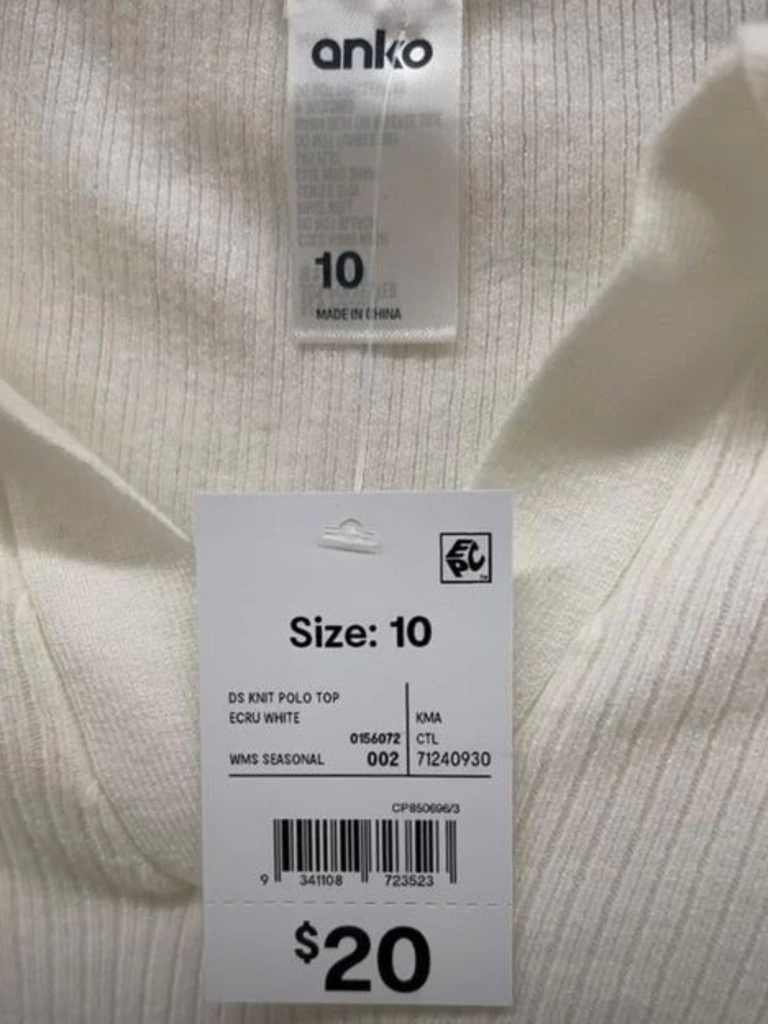 anko
10
MADE IN CHINA
EPC
Size: 10
DS KNIT POLO TOP
ECRU WHITE
KMA
0156072
CTL
WMS SEASONAL
002
71240930
CP850696/3
9 341108 723523
$20